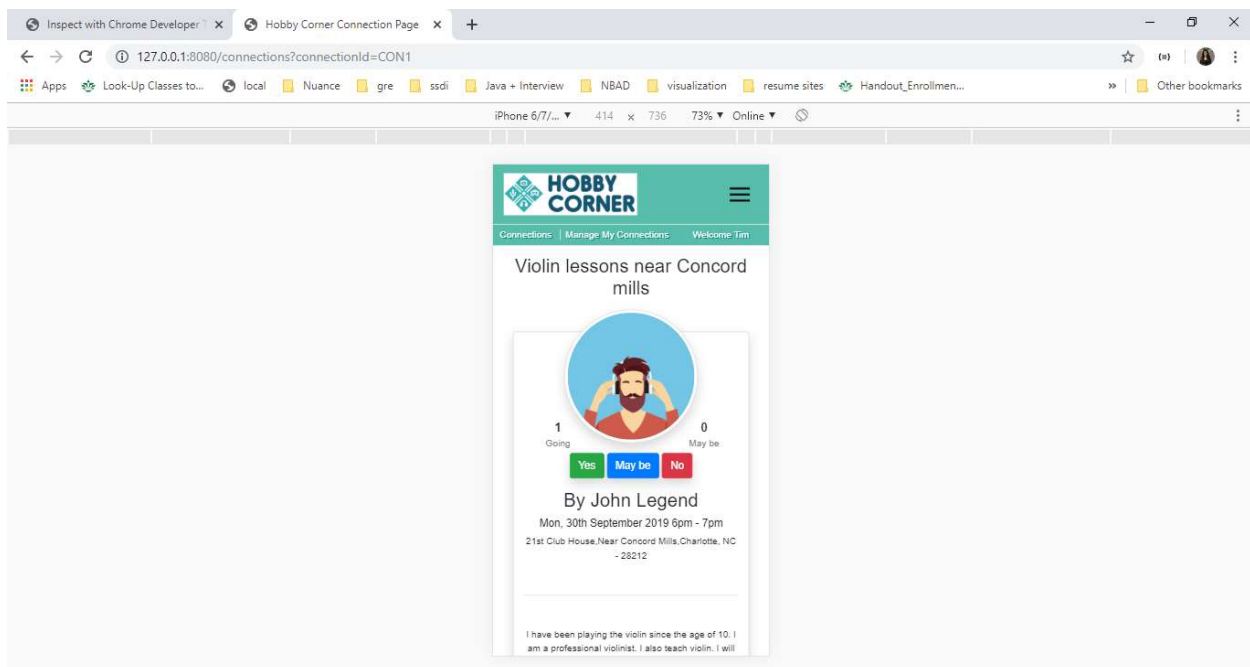 Inspect with Chrome Developer T
Hobby Corner Connection Page
127.0.0.1:8080/connections?connectionId=CON1
Apps Look-Up Classes to... local Nuance gre ssdi Java + Interview NBAD visualization resume sites Handout_Enrollmen... » Other bookmarks
iPhone 6/7/... ▼ 414 x 736 73% ▼ Online ▼
HOBBY
CORNER
Connections | Manage My Connections Welcome Tim
Violin lessons near Concord
mills
1 0
Going May be
Yes May be No
By John Legend
Mon, 30th September 2019 6pm - 7pm
21st Club House,Near Concord Mills,Charlotte, NC
- 28212
I have been playing the violin since the age of 10. I
am a professional violinist. I also teach violin. I will